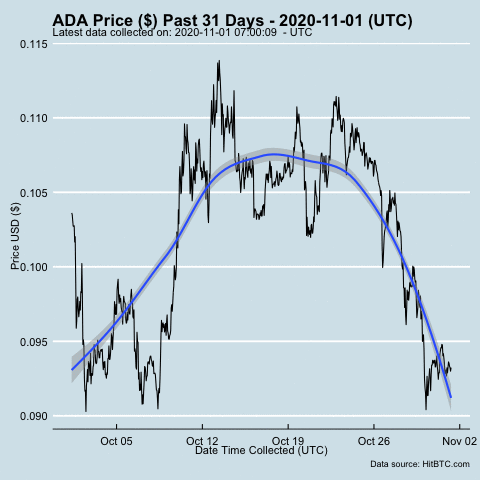 ADA Price ($) Past 31 Days - 2020-11-01 (UTC)
Latest data collected on: 2020-11-01 07:00:09 - UTC
0.115
0.110
0.105
0.100
0.095
0.090
Price USD ($)
Oct 05
Oct 12
Oct 19
Oct 26
Nov 02
Date Time Collected (UTC)
Data source: HitBTC.com